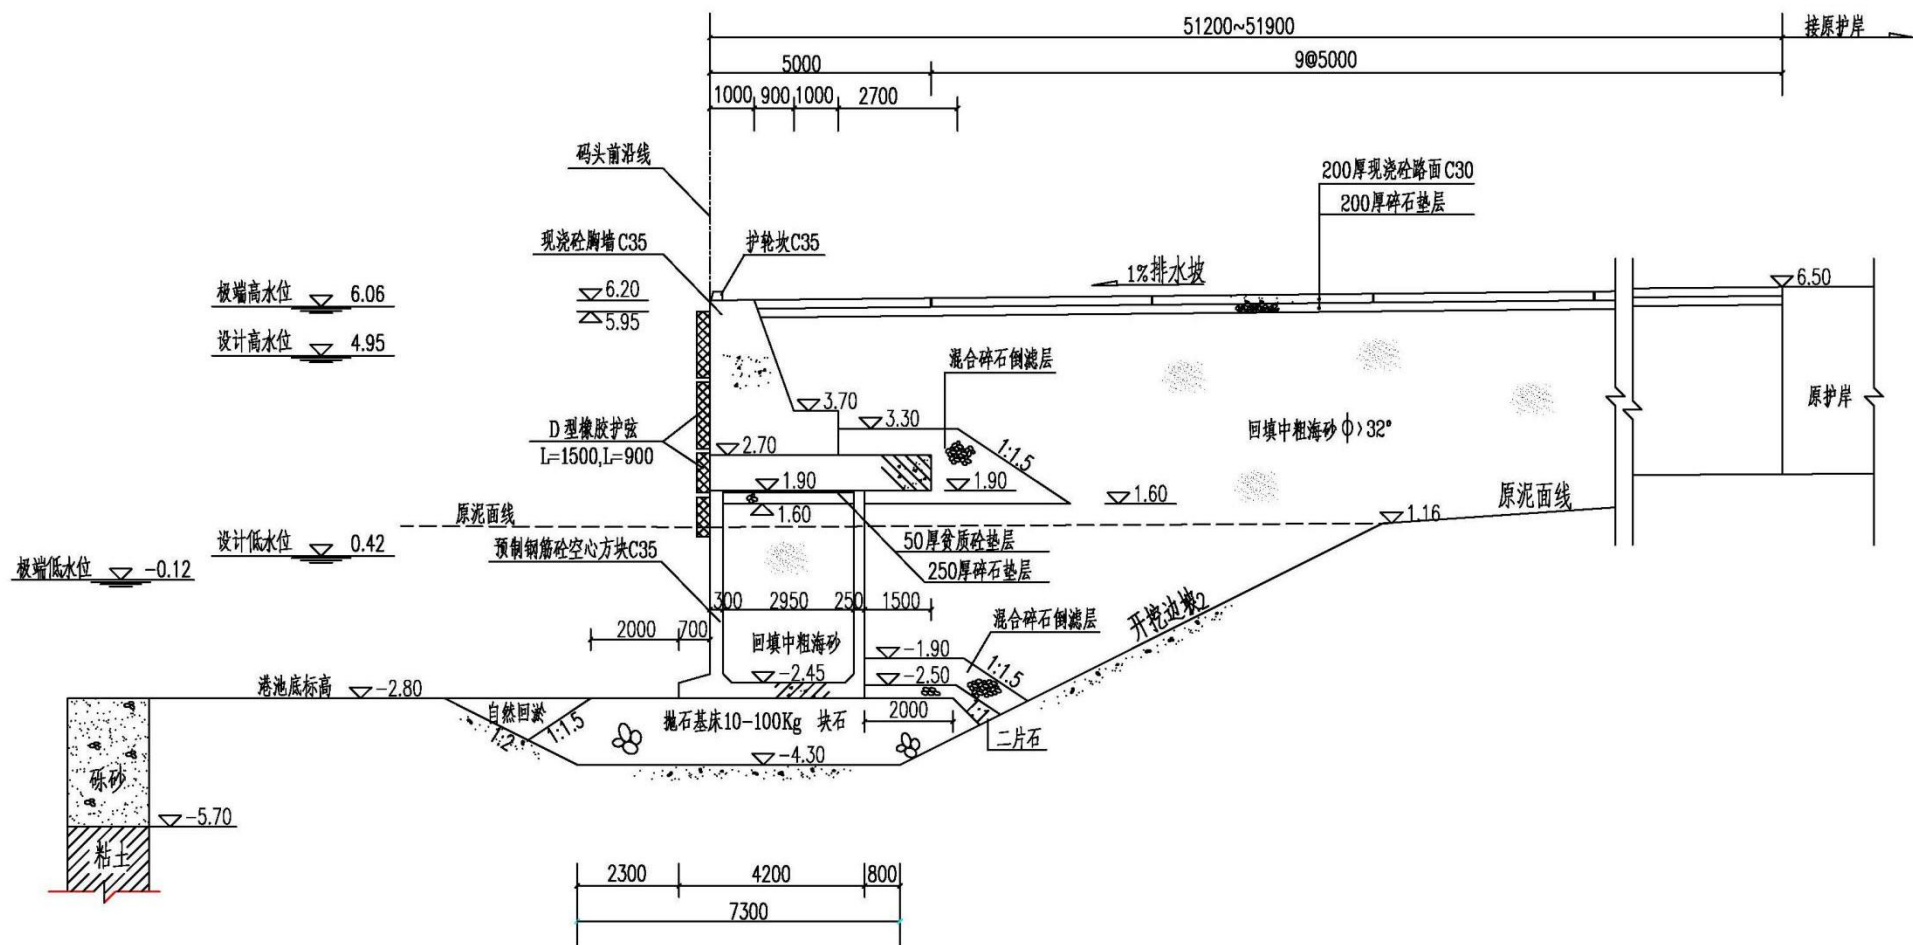 51200~51900
接原护岸
5000
9@5000
1000
900
1000
2700
码头前沿线
200厚现浇砼路面C30
200厚碎石垫层
现浇砼胸墙C35
护轮坎C35
1%排水坡
极端高水位
6.06
6.20
6.50
5.95
设计高水位
4.95
混合碎石倒滤层
3.70
3.30
原护岸
D型橡胶护弦
L=1500,L=900
2.70
1:1.5
回填中粗海砂ϕ>32°
1.90
1.90
1.60
原泥面线
原泥面线
1.60
1.16
设计低水位
0.42
预制钢筋砼空心方块C35
50厚贫质砼垫层
极端低水位
-0.12
250厚碎石垫层
300
2950
250
1500
开挖边坡2
2000
700
回填中粗海砂
混合碎石倒滤层
-1.90
1:1.5
-2.45
-2.50
港池底标高
-2.80
自然回淤
1:2
1:1.5
抛石基床10-100Kg 块石
2000
1:1
二片石
-4.30
砾砂
-5.70
粘土
2300
4200
800
7300